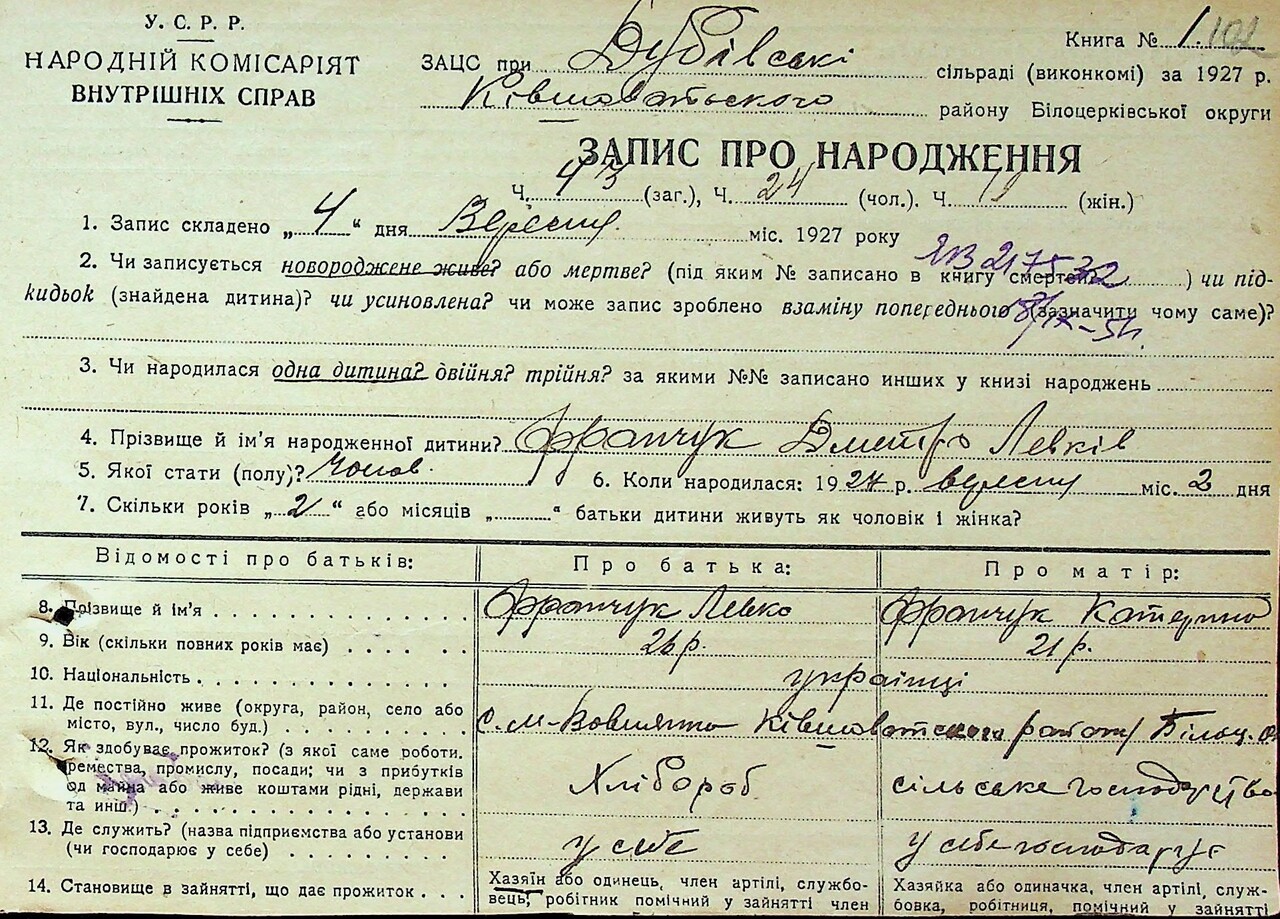 У. С. Р. Р.
НАРОДНІЙ КОМІСАРІЯТ
ВНУТРІШНІХ СПРАВ
Книга № 1
ЗАЦС при Дубівські сільраді (виконкомі) за 1927 р.
Ківшоватського району Білоцерківської округи
ЗАПИС ПРО НАРОДЖЕННЯ
Ч. 43 (заг.), Ч. 24 (чол.). Ч. 19 (жін.)
1. Запис складено „4“ дня Вересня міс. 1927 року
2. Чи записується новороджене живе? або мертве? (під яким № записано в книгу смертей) чи під-
кидьок (знайдена дитина)? чи усиновлена? чи може запис зроблено взаміну попереднього (зазначити чому саме)?
3. Чи народилася одна дитина? двійня? трійня? за якими №№ записано инших у книзі народжень
4. Прізвище й ім'я народженної дитини? Франчук Дмитро Левків
5. Якої стати (полу)? Чолов. 6. Коли народилася: 1927 р. вересня міс. 2 дня
7. Скільки років „2“ або місяців „ “ батьки дитини живуть як чоловік і жінка?
Відомості про батьків: Про батька: Про матір:
8. Прізвище й ім'я Франчук Левко Франчук Катерина
9. Вік (скільки повних років має) 26 р. 21 р.
10. Національність українці
11. Де постійно живе (округа, район, село або
місто, вул., число буд.) Ківшоватського района Білоц.
12. Як здобуває прожиток? (з якої саме роботи.
ремества, промислу, посади; чи з прибутків
од майна або живе коштами рідні, держави
та инш.) Хлібороб сільське господарство
13. Де служить? (назва підприємства або установи
(чи господарює у себе) у себе у себе господарує
14. Становище в зайнятті, що дає прожиток
Хазяїн або одинець, член артілі, службо-
вець, робітник помічний у зайнятті член
Хазяйка або одиначка, член артілі, служ-
бовка, робітниця, помічний у зайнятті